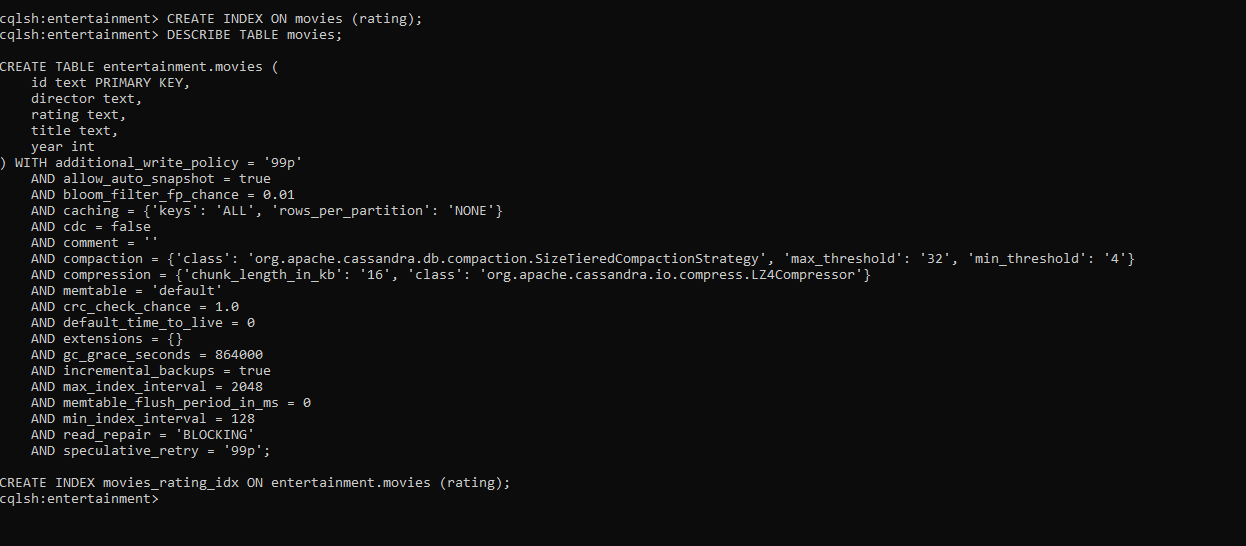 cqlsh:entertainment> CREATE INDEX ON movies (rating);
cqlsh:entertainment> DESCRIBE TABLE movies;

CREATE TABLE entertainment.movies (
    id text PRIMARY KEY,
    director text,
    rating text,
    title text,
    year int
) WITH additional_write_policy = '99p'
    AND allow_auto_snapshot = true
    AND bloom_filter_fp_chance = 0.01
    AND caching = {'keys': 'ALL', 'rows_per_partition': 'NONE'}
    AND cdc = false
    AND comment = ''
    AND compaction = {'class': 'org.apache.cassandra.db.compaction.SizeTieredCompactionStrategy', 'max_threshold': '32', 'min_threshold': '4'}
    AND compression = {'chunk_length_in_kb': '16', 'class': 'org.apache.cassandra.io.compress.LZ4Compressor'}
    AND memtable = 'default'
    AND crc_check_chance = 1.0
    AND default_time_to_live = 0
    AND extensions = {}
    AND gc_grace_seconds = 864000
    AND incremental_backups = true
    AND max_index_interval = 2048
    AND memtable_flush_period_in_ms = 0
    AND min_index_interval = 128
    AND read_repair = 'BLOCKING'
    AND speculative_retry = '99p';

CREATE INDEX movies_rating_idx ON entertainment.movies (rating);
cqlsh:entertainment>